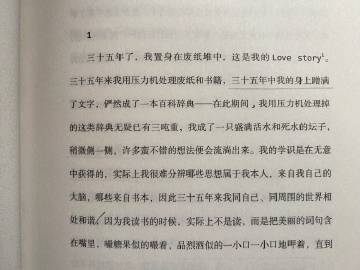 1
三十五年了，我置身在废纸堆中，这是我的Love story¹。
三十五年来我用压力机处理废纸和书籍，三十五年中我的身上蹭满
了文字，俨然成了一本百科辞典——在此期间，我用压力机处理掉
的这类辞典无疑已有三吨重，我成了一只盛满活水和死水的坛子，
稍微侧一侧，许多蛮不错的想法便会流淌出来。我的学识是在无意
中获得的，实际上我很难分辨哪些思想属于我本人，来自我自己的
大脑，哪些来自书本，因此三十五年来我同自己、同周围的世界相
处和谐，因为我读书的时候，实际上不是读，而是把美丽的词句含
在嘴里，嘬糖果似的嘬着，品烈酒似的一小口一小口地呷着，直到